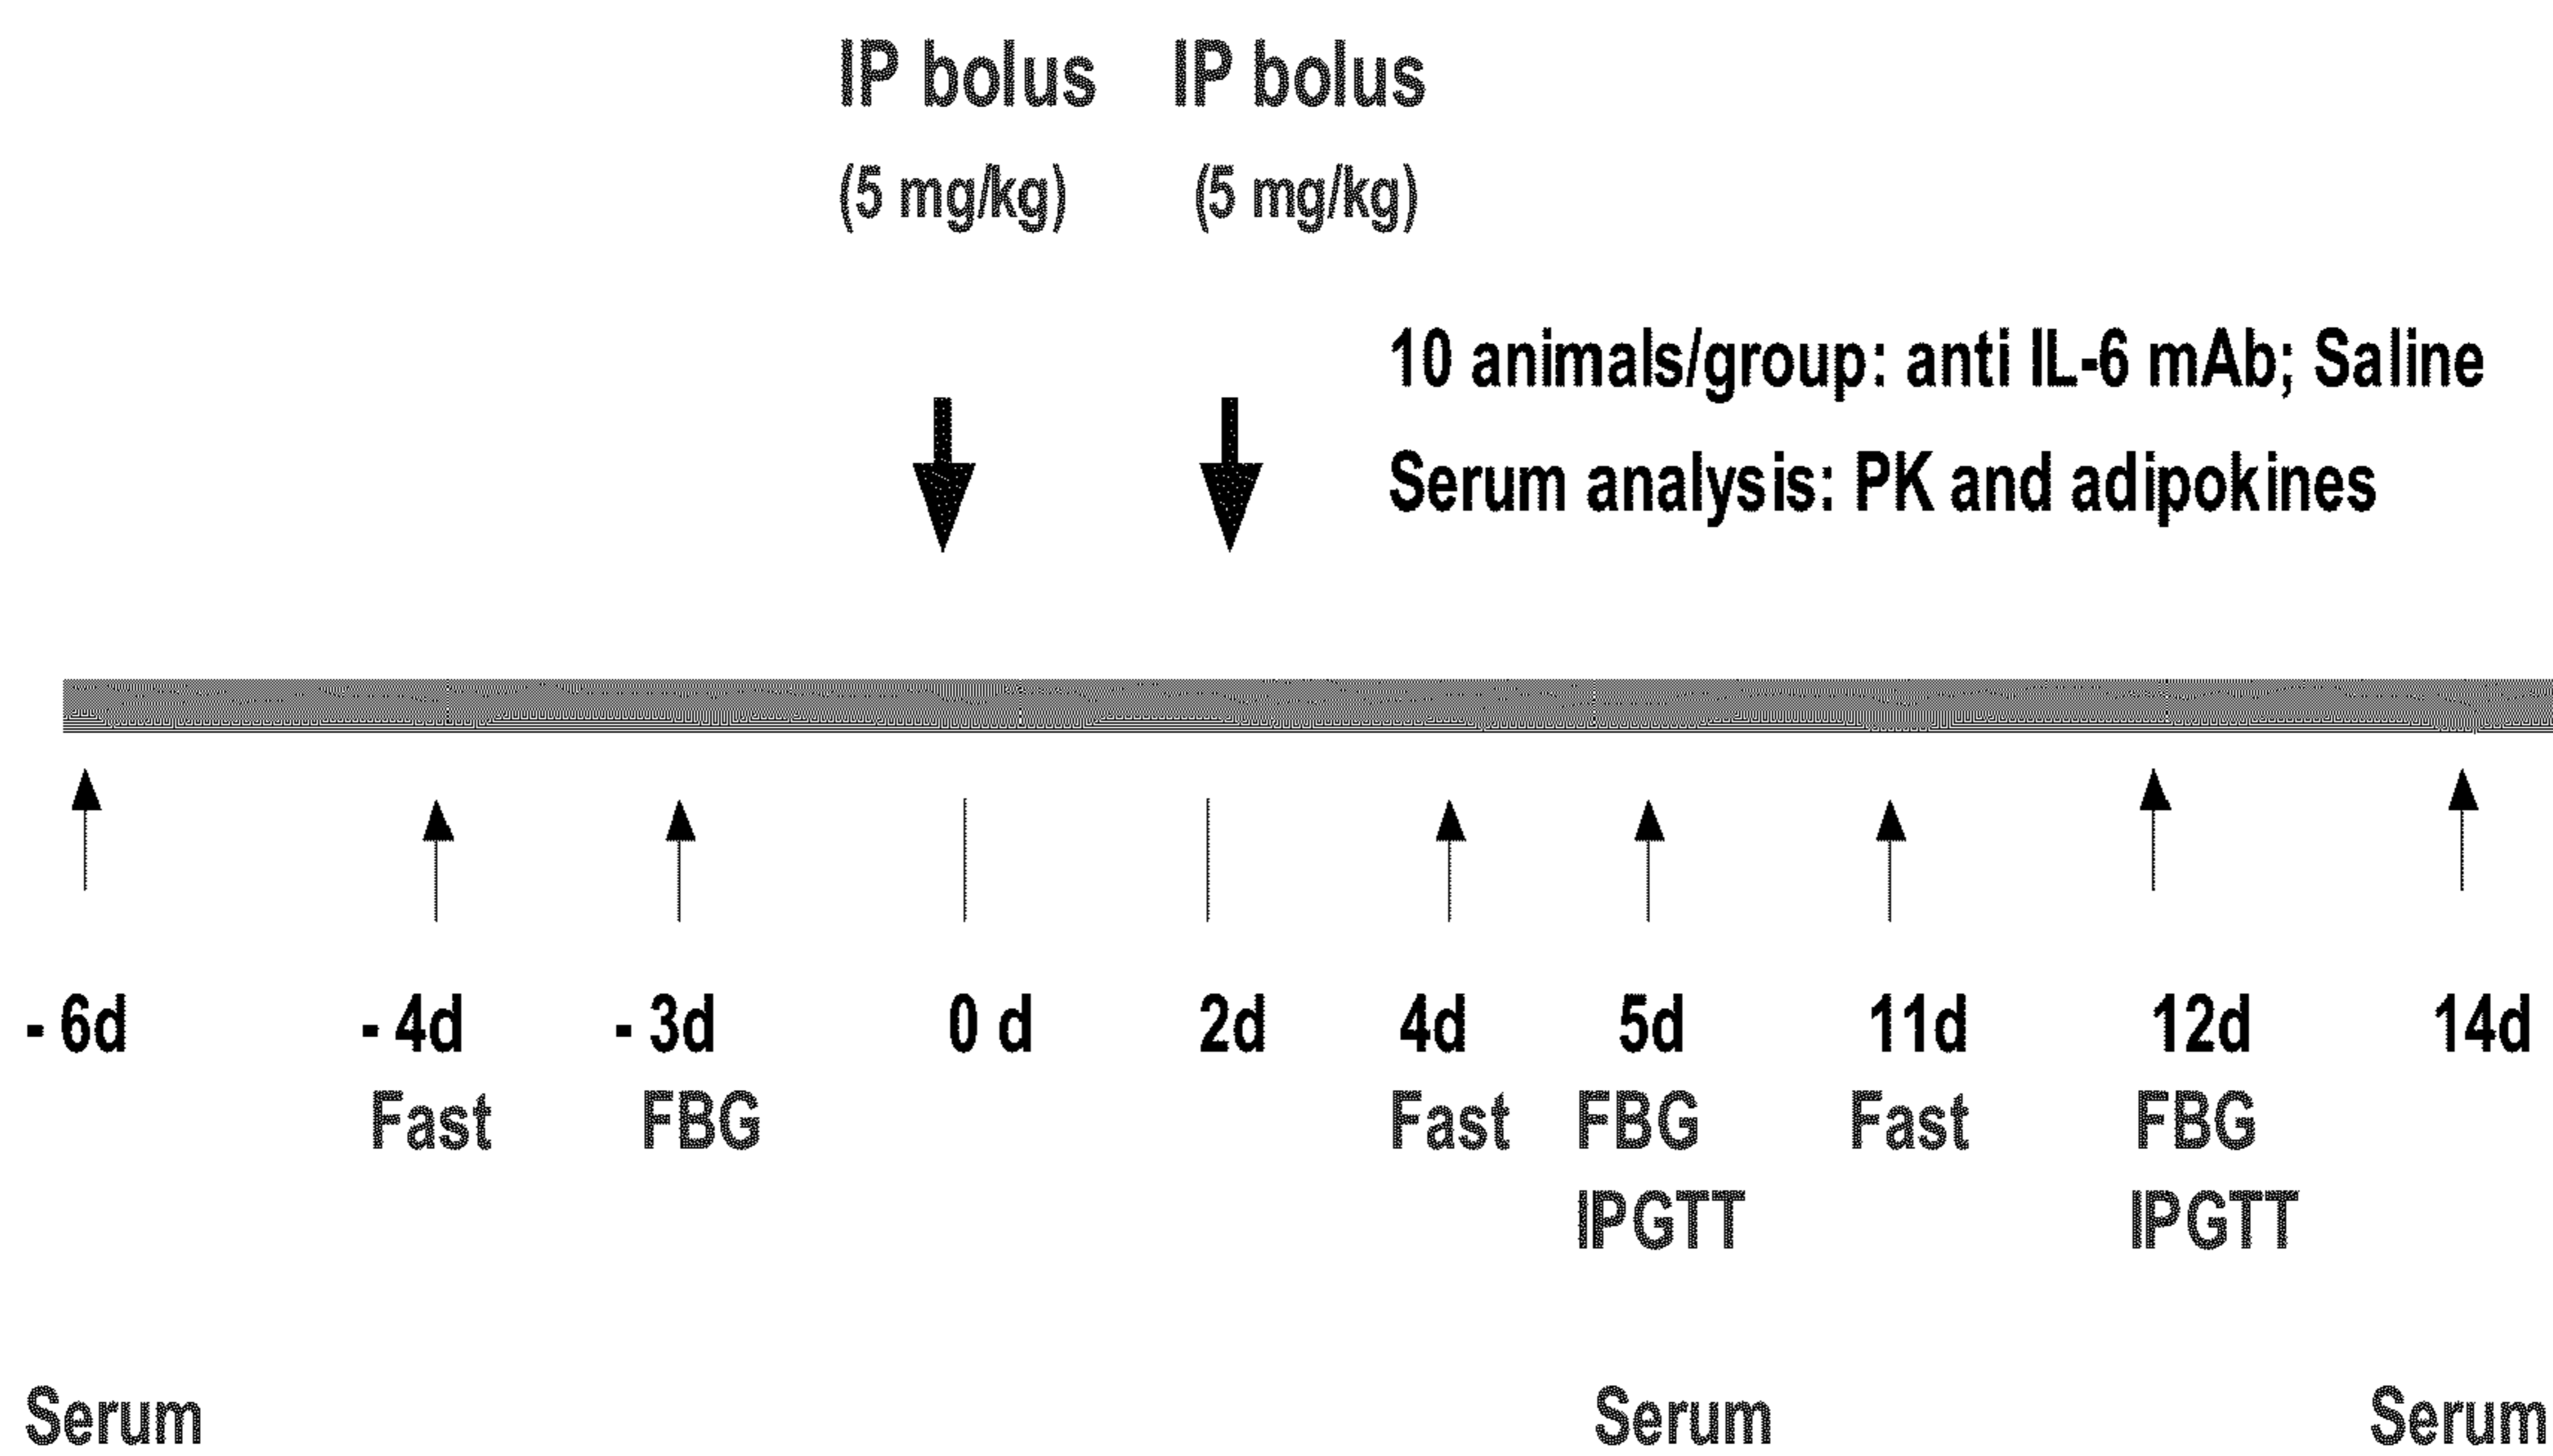 IP bolus IP bolus
(5 mg/kg) (5 mg/kg)
10 animals/group: anti IL-6 mAb; Saline
Serum analysis: PK and adipokines
- 6d - 4d - 3d 0 d 2d 4d 5d 11d 12d 14d
Fast FBG Fast FBG Fast FBG
IPGTT IPGTT
Serum Serum Serum